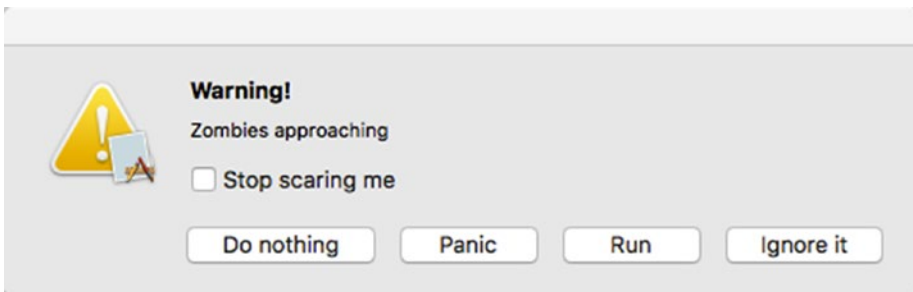 Warning!
Zombies approaching
Stop scaring me
Do nothing Panic Run Ignore it